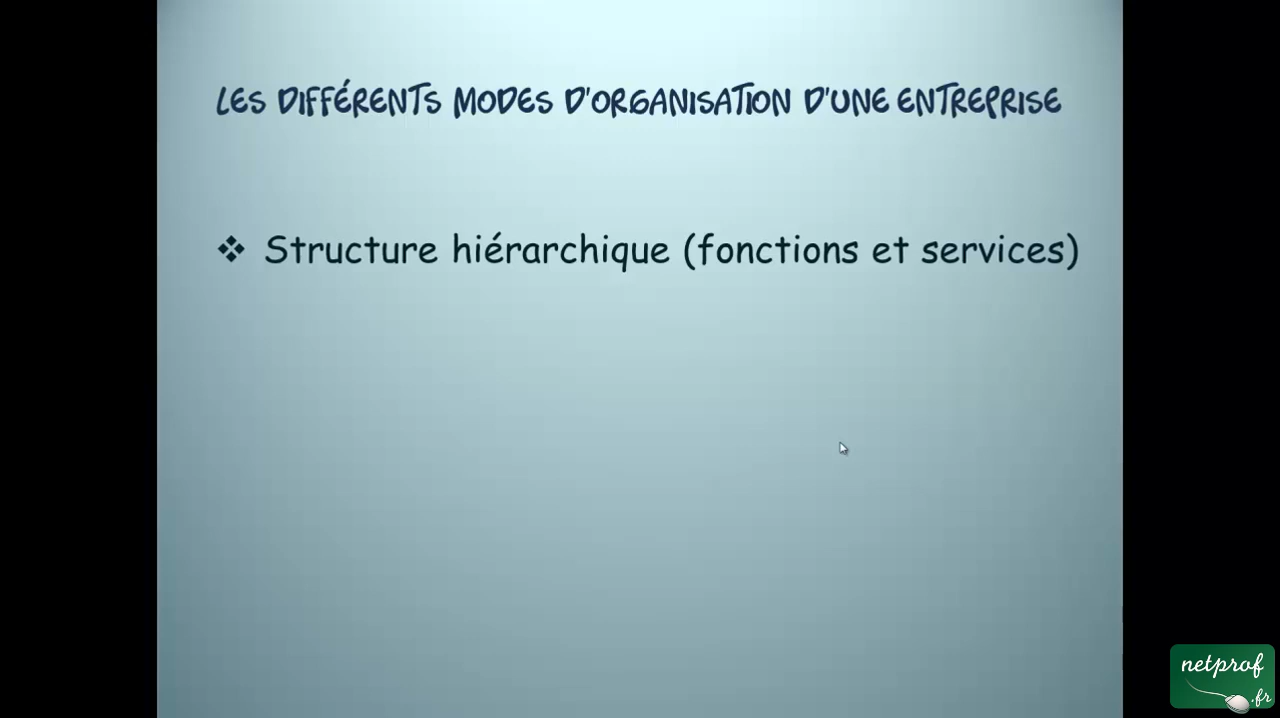 LES DIFFÉRENTS MODES D'ORGANISATION D'UNE ENTREPRISE
❖ Structure hiérarchique (fonctions et services)
netprof
.fr